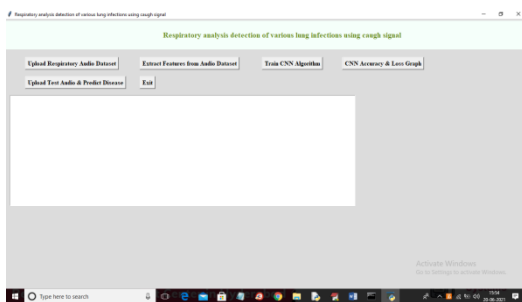 Respiratory analysis detection of various lung infections using cough signal
Respiratory analysis detection of various lung infections using cough signal
Upload Respiratory Audio Dataset
Extract Features from Audio Dataset
Train CNN Algorithm
CNN Accuracy & Loss Graph
Upload Test Audio & Predict Disease
Exit
Activate Windows
Go to Settings to activate Windows.
Type here to search